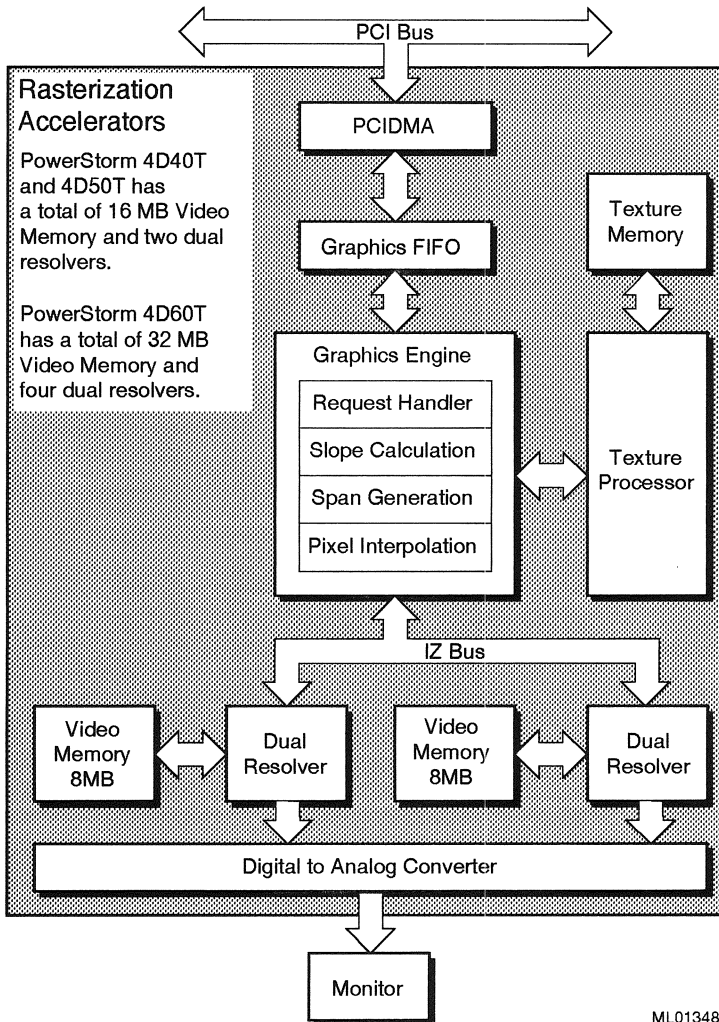 PCI Bus
Rasterization
Accelerators
PowerStorm 4D40T
and 4D50T has
a total of 16 MB Video
Memory and two dual
resolvers.
PowerStorm 4D60T
has a total of 32 MB
Video Memory and
four dual resolvers.
PCIDMA
Graphics FIFO
Texture
Memory
Graphics Engine
Request Handler
Slope Calculation
Span Generation
Pixel Interpolation
Texture
Processor
IZ Bus
Video
Memory
8MB
Dual
Resolver
Video
Memory
8MB
Dual
Resolver
Digital to Analog Converter
Monitor
ML01348